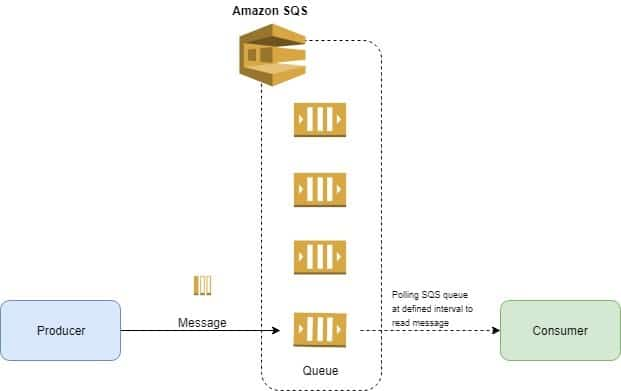 Amazon SQS
Polling SQS queue
at defined interval to
read message
Message
Producer
Consumer
Queue